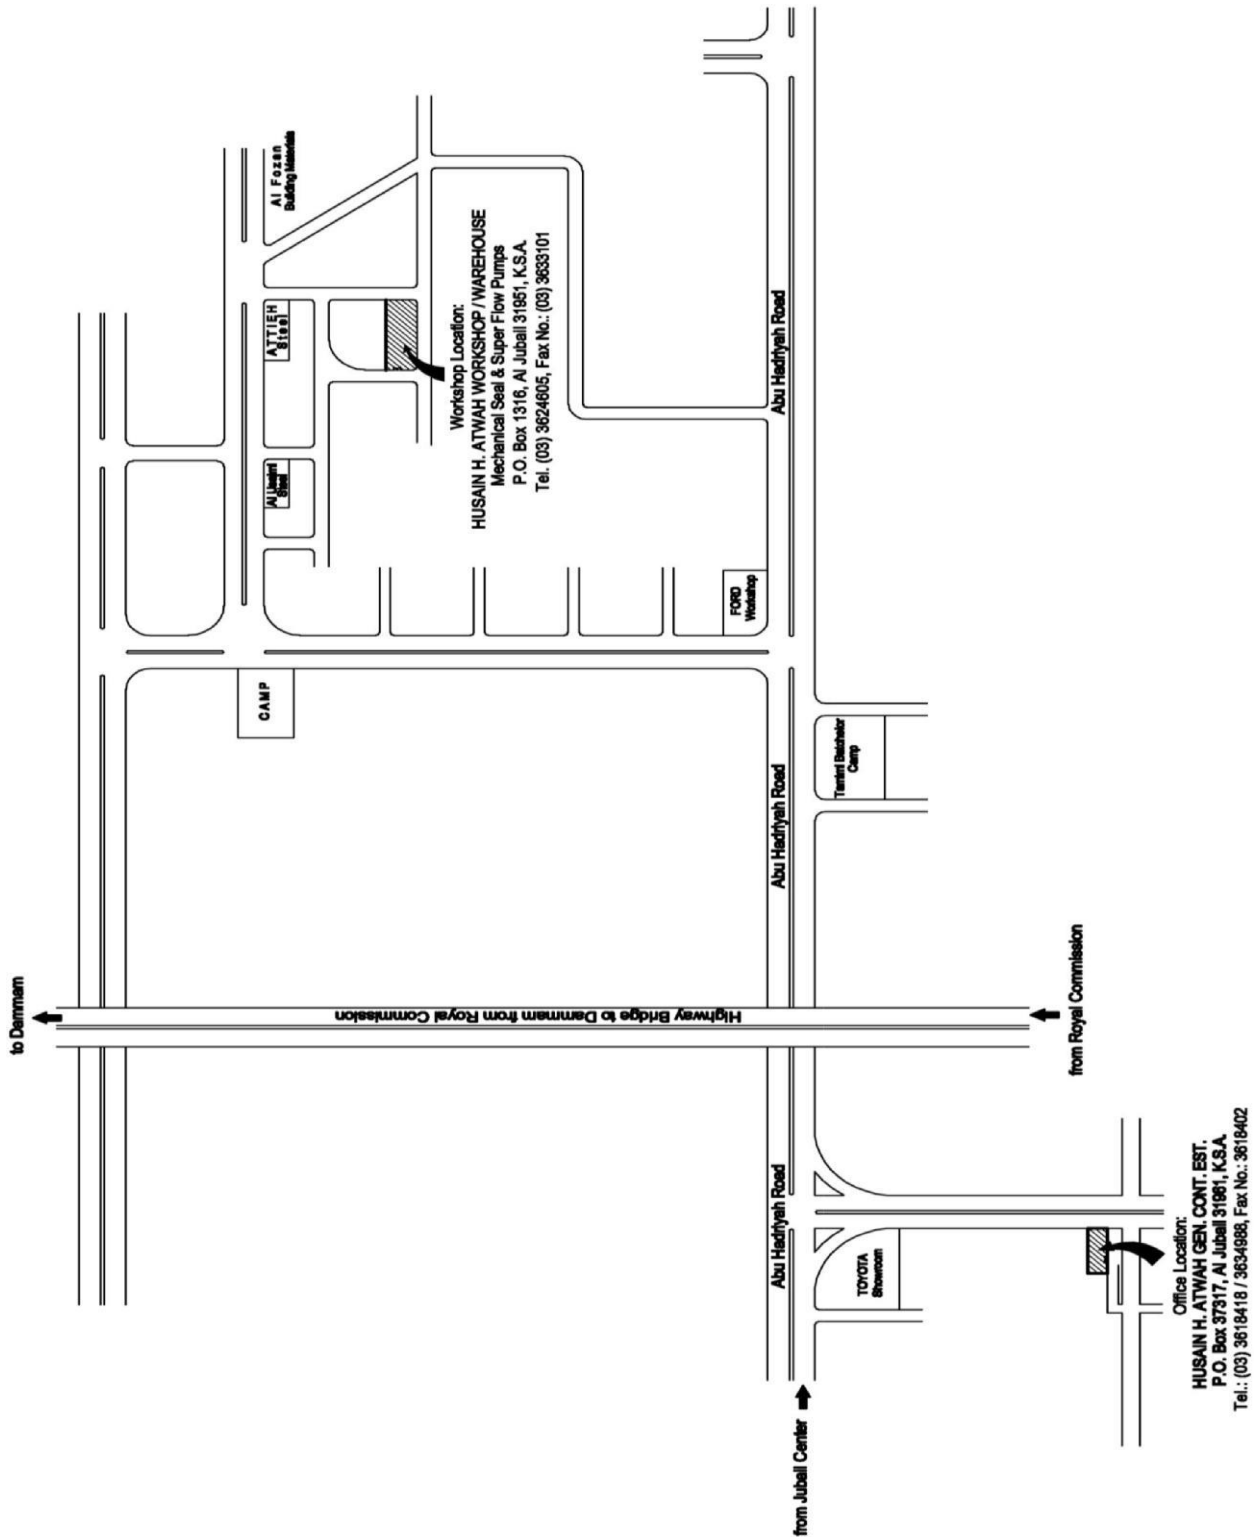 to Dammam
CAMP
Al
Steel
ATTIEH
Steel
Al Fozan
Building Materials
Workshop Location:
HUSAIN H. ATWAH WORKSHOP / WAREHOUSE
Mechanical Seal & Super Flow Pumps
P.O. Box 1316, Al Jubail 31951, K.S.A.
Tel. (03) 3624605, Fax No.: (03) 3633101
Highway Bridge to Dammam from Royal Commission
FORD
Workshop
Abu Hadriyah Road
Abu Hadriyah Road
Abu Hadriyah Road
from Jubail Center
TOYOTA
Showroom
Tamimi Batchelor
Camp
from Royal Commission
Office Location:
HUSAIN H. ATWAH GEN. CONT. EST.
P.O. Box 37317, Al Jubail 31961, K.S.A.
Tel.: (03) 3618418 / 3634988, Fax No.: 3618402